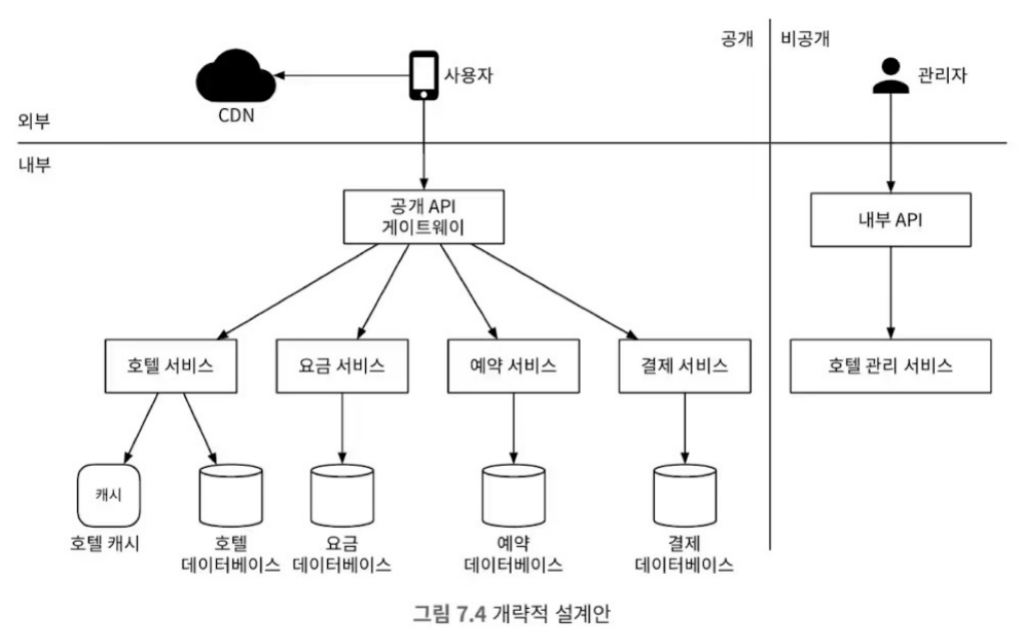 공개
비공개
사용자
관리자
CDN
외부
내부
공개 API
게이트웨이
내부 API
호텔 서비스
요금 서비스
예약 서비스
결제 서비스
호텔 관리 서비스
캐시
호텔 캐시
호텔
데이터베이스
요금
데이터베이스
예약
데이터베이스
결제
데이터베이스
그림 7.4 개략적 설계안